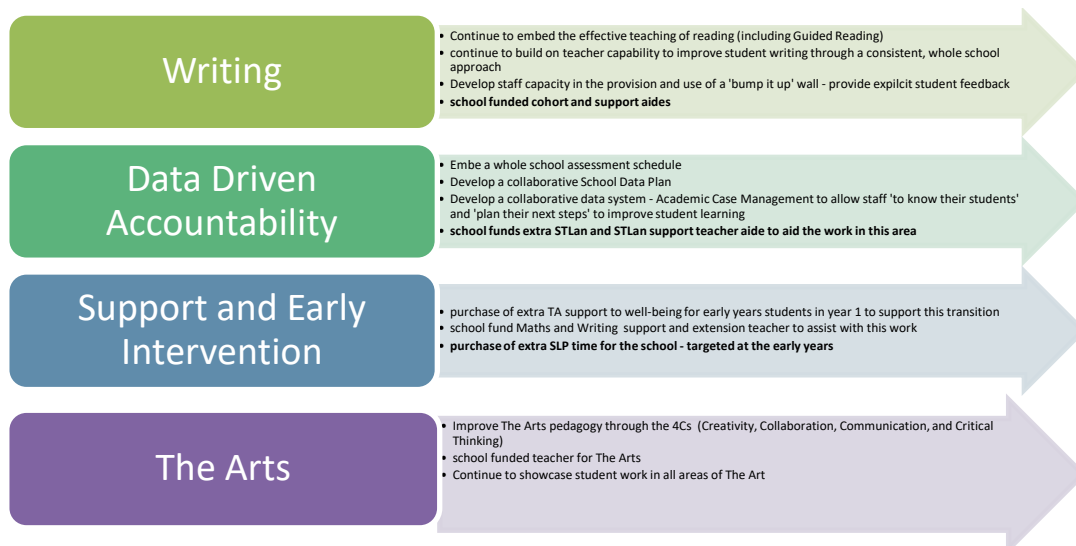 Writing
• Continue to embed the effective teaching of reading (including Guided Reading)
• continue to build on teacher capability to improve student writing through a consistent, whole school
approach
• Develop staff capacity in the provision and use of a 'bump it up' wall - provide expilcit student feedback
• school funded cohort and support aides
Data Driven
Accountability
• Embe a whole school assessment schedule
• Develop a collaborative School Data Plan
• Develop a collaborative data system - Academic Case Management to allow staff 'to know their students'
and 'plan their next steps' to improve student learning
• school funds extra STLan and STLan support teacher aide to aid the work in this area
Support and Early
Intervention
• purchase of extra TA support to well-being for early years students in year 1 to support this transition
• school fund Maths and Writing support and extension teacher to assist with this work
• purchase of extra SLP time for the school - targeted at the early years
The Arts
• Improve The Arts pedagogy through the 4Cs (Creativity, Collaboration, Communication, and Critical
Thinking)
• school funded teacher for The Arts
• Continue to showcase student work in all areas of The Art